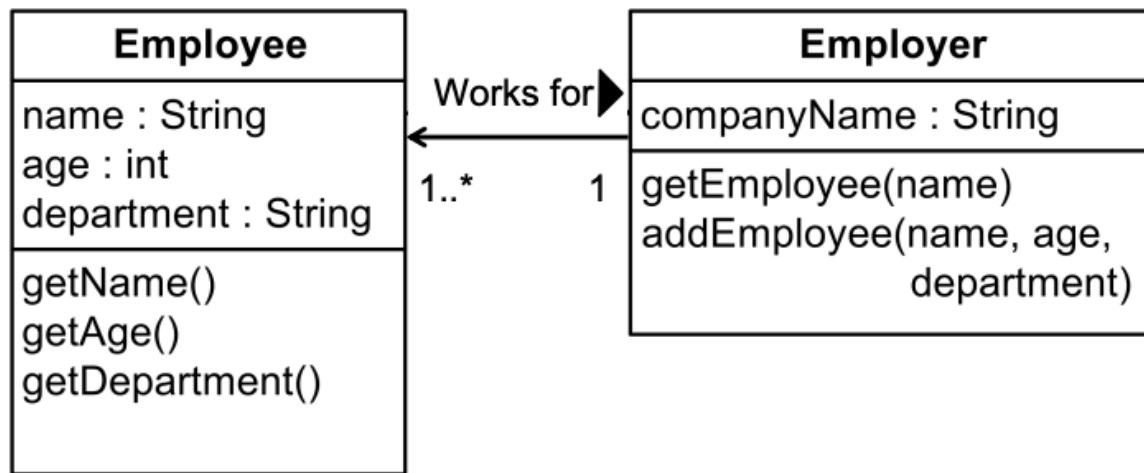 Employee
name : String
age : int
department : String
getName()
getAge()
getDepartment()
Works for
1..*
1
Employer
companyName : String
getEmployee(name)
addEmployee(name, age,
department)